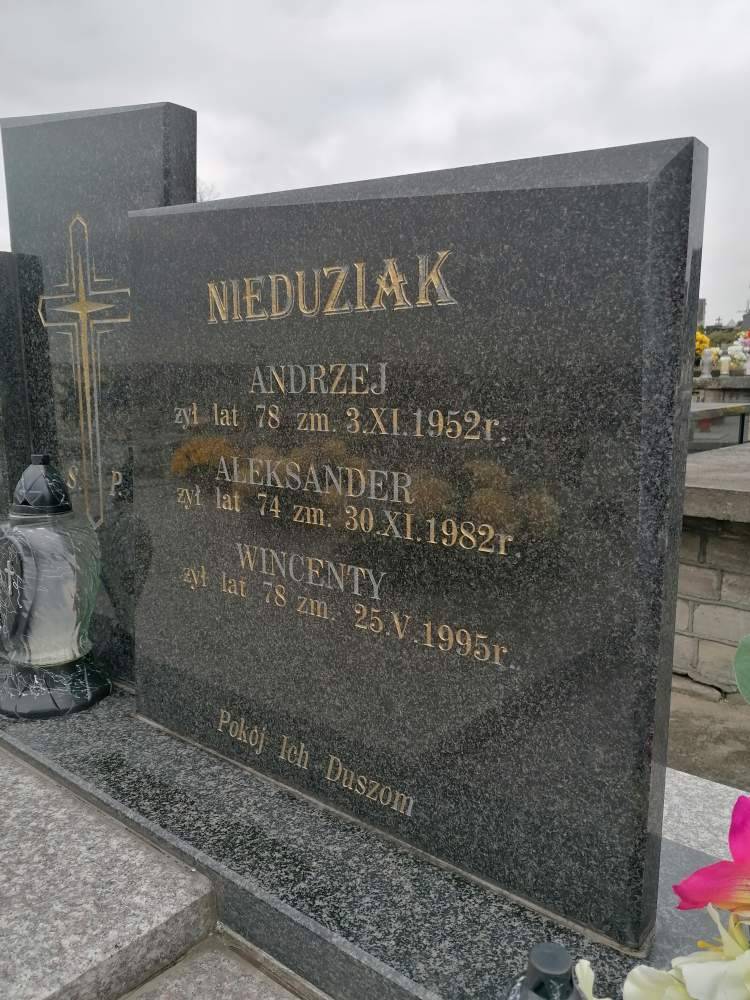 NIEDUZIAK
ANDRZEJ
żył lat 78 zm. 3.XI.1952r.
ALEKSANDER
żył lat 74 zm. 30.XI.1982r.
WINCENTY
żył lat 78 zm. 25.V.1995r.
Pokój Ich Duszom
Ś. P.